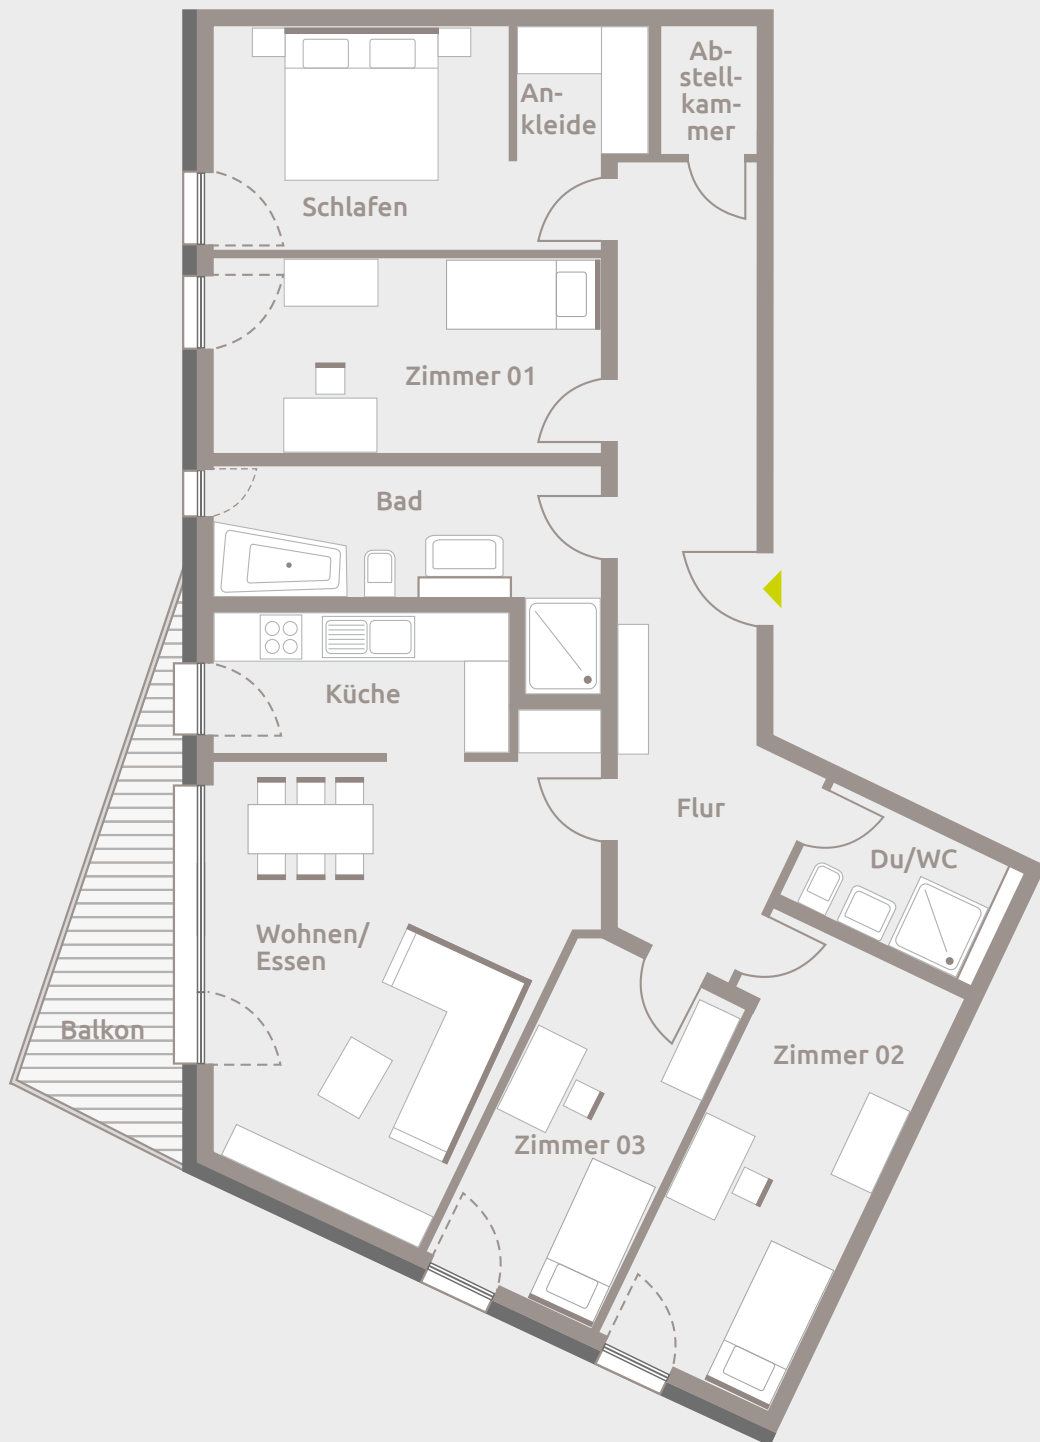 Ab-
stell-
kam-
mer
An-
kleide
Schlafen
Zimmer 01
Bad
Küche
Flur
Du/WC
Wohnen/
Essen
Balkon
Zimmer 02
Zimmer 03